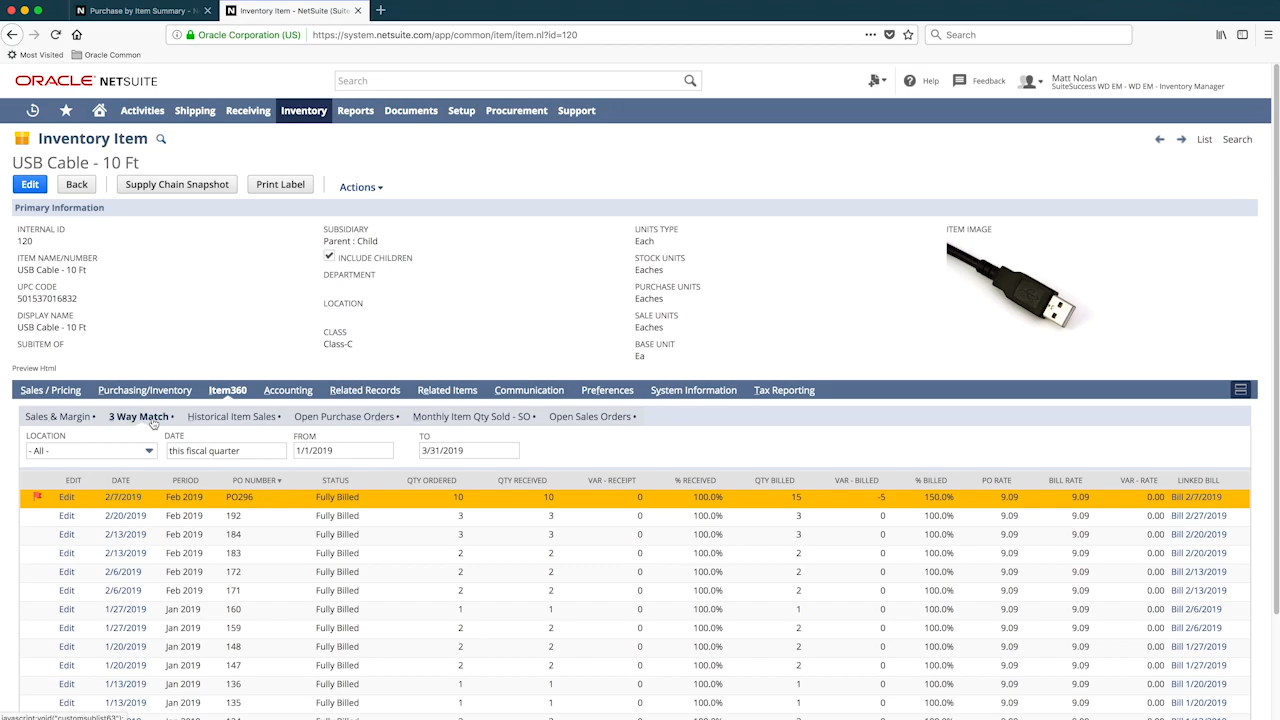 Purchase by Item Summary - N
Inventory Item - NetSuite (Suite
Oracle Corporation (US)
https://system.netsuite.com/app/common/item/item.nl?id=120
Search
Most Visited
Oracle Common
ORACLE NETSUITE
Search
Help
Feedback
Matt Nolan
SuiteSuccess WD EM - WD EM - Inventory Manager
Activities Shipping Receiving Inventory Reports Documents Setup Procurement Support
Inventory Item
List Search
USB Cable - 10 Ft
Edit Back Supply Chain Snapshot Print Label Actions
Primary Information
INTERNAL ID
120
ITEM NAME/NUMBER
USB Cable - 10 Ft
UPC CODE
501537016832
DISPLAY NAME
USB Cable - 10 Ft
SUBITEM OF
SUBSIDIARY
Parent : Child
INCLUDE CHILDREN
DEPARTMENT
LOCATION
CLASS
Class-C
UNITS TYPE
Each
STOCK UNITS
Eaches
PURCHASE UNITS
Eaches
SALE UNITS
Eaches
BASE UNIT
Ea
ITEM IMAGE
Preview Html
Sales / Pricing Purchasing/Inventory Item360 Accounting Related Records Related Items Communication Preferences System Information Tax Reporting
Sales & Margin • 3 Way Match • Historical Item Sales • Open Purchase Orders • Monthly Item Qty Sold - SO • Open Sales Orders •
LOCATION DATE FROM TO
- All - this fiscal quarter 1/1/2019 3/31/2019
EDIT DATE PERIOD PO NUMBER STATUS QTY ORDERED QTY RECEIVED VAR - RECEIPT % RECEIVED QTY BILLED VAR - BILLED % BILLED PO RATE BILL RATE VAR - RATE LINKED BILL
Edit 2/7/2019 Feb 2019 PO296 Fully Billed 10 10 0 100.0% 15 -5 150.0% 9.09 9.09 0.00 Bill 2/7/2019
Edit 2/20/2019 Feb 2019 192 Fully Billed 3 3 0 100.0% 3 0 100.0% 9.09 9.09 0.00 Bill 2/27/2019
Edit 2/13/2019 Feb 2019 184 Fully Billed 3 3 0 100.0% 3 0 100.0% 9.09 9.09 0.00 Bill 2/20/2019
Edit 2/13/2019 Feb 2019 183 Fully Billed 2 2 0 100.0% 2 0 100.0% 9.09 9.09 0.00 Bill 2/20/2019
Edit 2/6/2019 Feb 2019 172 Fully Billed 2 2 0 100.0% 2 0 100.0% 9.09 9.09 0.00 Bill 2/13/2019
Edit 2/6/2019 Feb 2019 171 Fully Billed 2 2 0 100.0% 2 0 100.0% 9.09 9.09 0.00 Bill 2/13/2019
Edit 1/27/2019 Jan 2019 160 Fully Billed 1 1 0 100.0% 1 0 100.0% 9.09 9.09 0.00 Bill 2/6/2019
Edit 1/27/2019 Jan 2019 159 Fully Billed 2 2 0 100.0% 2 0 100.0% 9.09 9.09 0.00 Bill 2/6/2019
Edit 1/20/2019 Jan 2019 148 Fully Billed 2 2 0 100.0% 2 0 100.0% 9.09 9.09 0.00 Bill 1/27/2019
Edit 1/20/2019 Jan 2019 147 Fully Billed 2 2 0 100.0% 2 0 100.0% 9.09 9.09 0.00 Bill 1/27/2019
Edit 1/13/2019 Jan 2019 136 Fully Billed 1 1 0 100.0% 1 0 100.0% 9.09 9.09 0.00 Bill 1/20/2019
Edit 1/13/2019 Jan 2019 135 Fully Billed 1 1 0 100.0% 1 0 100.0% 9.09 9.09 0.00 Bill 1/20/2019